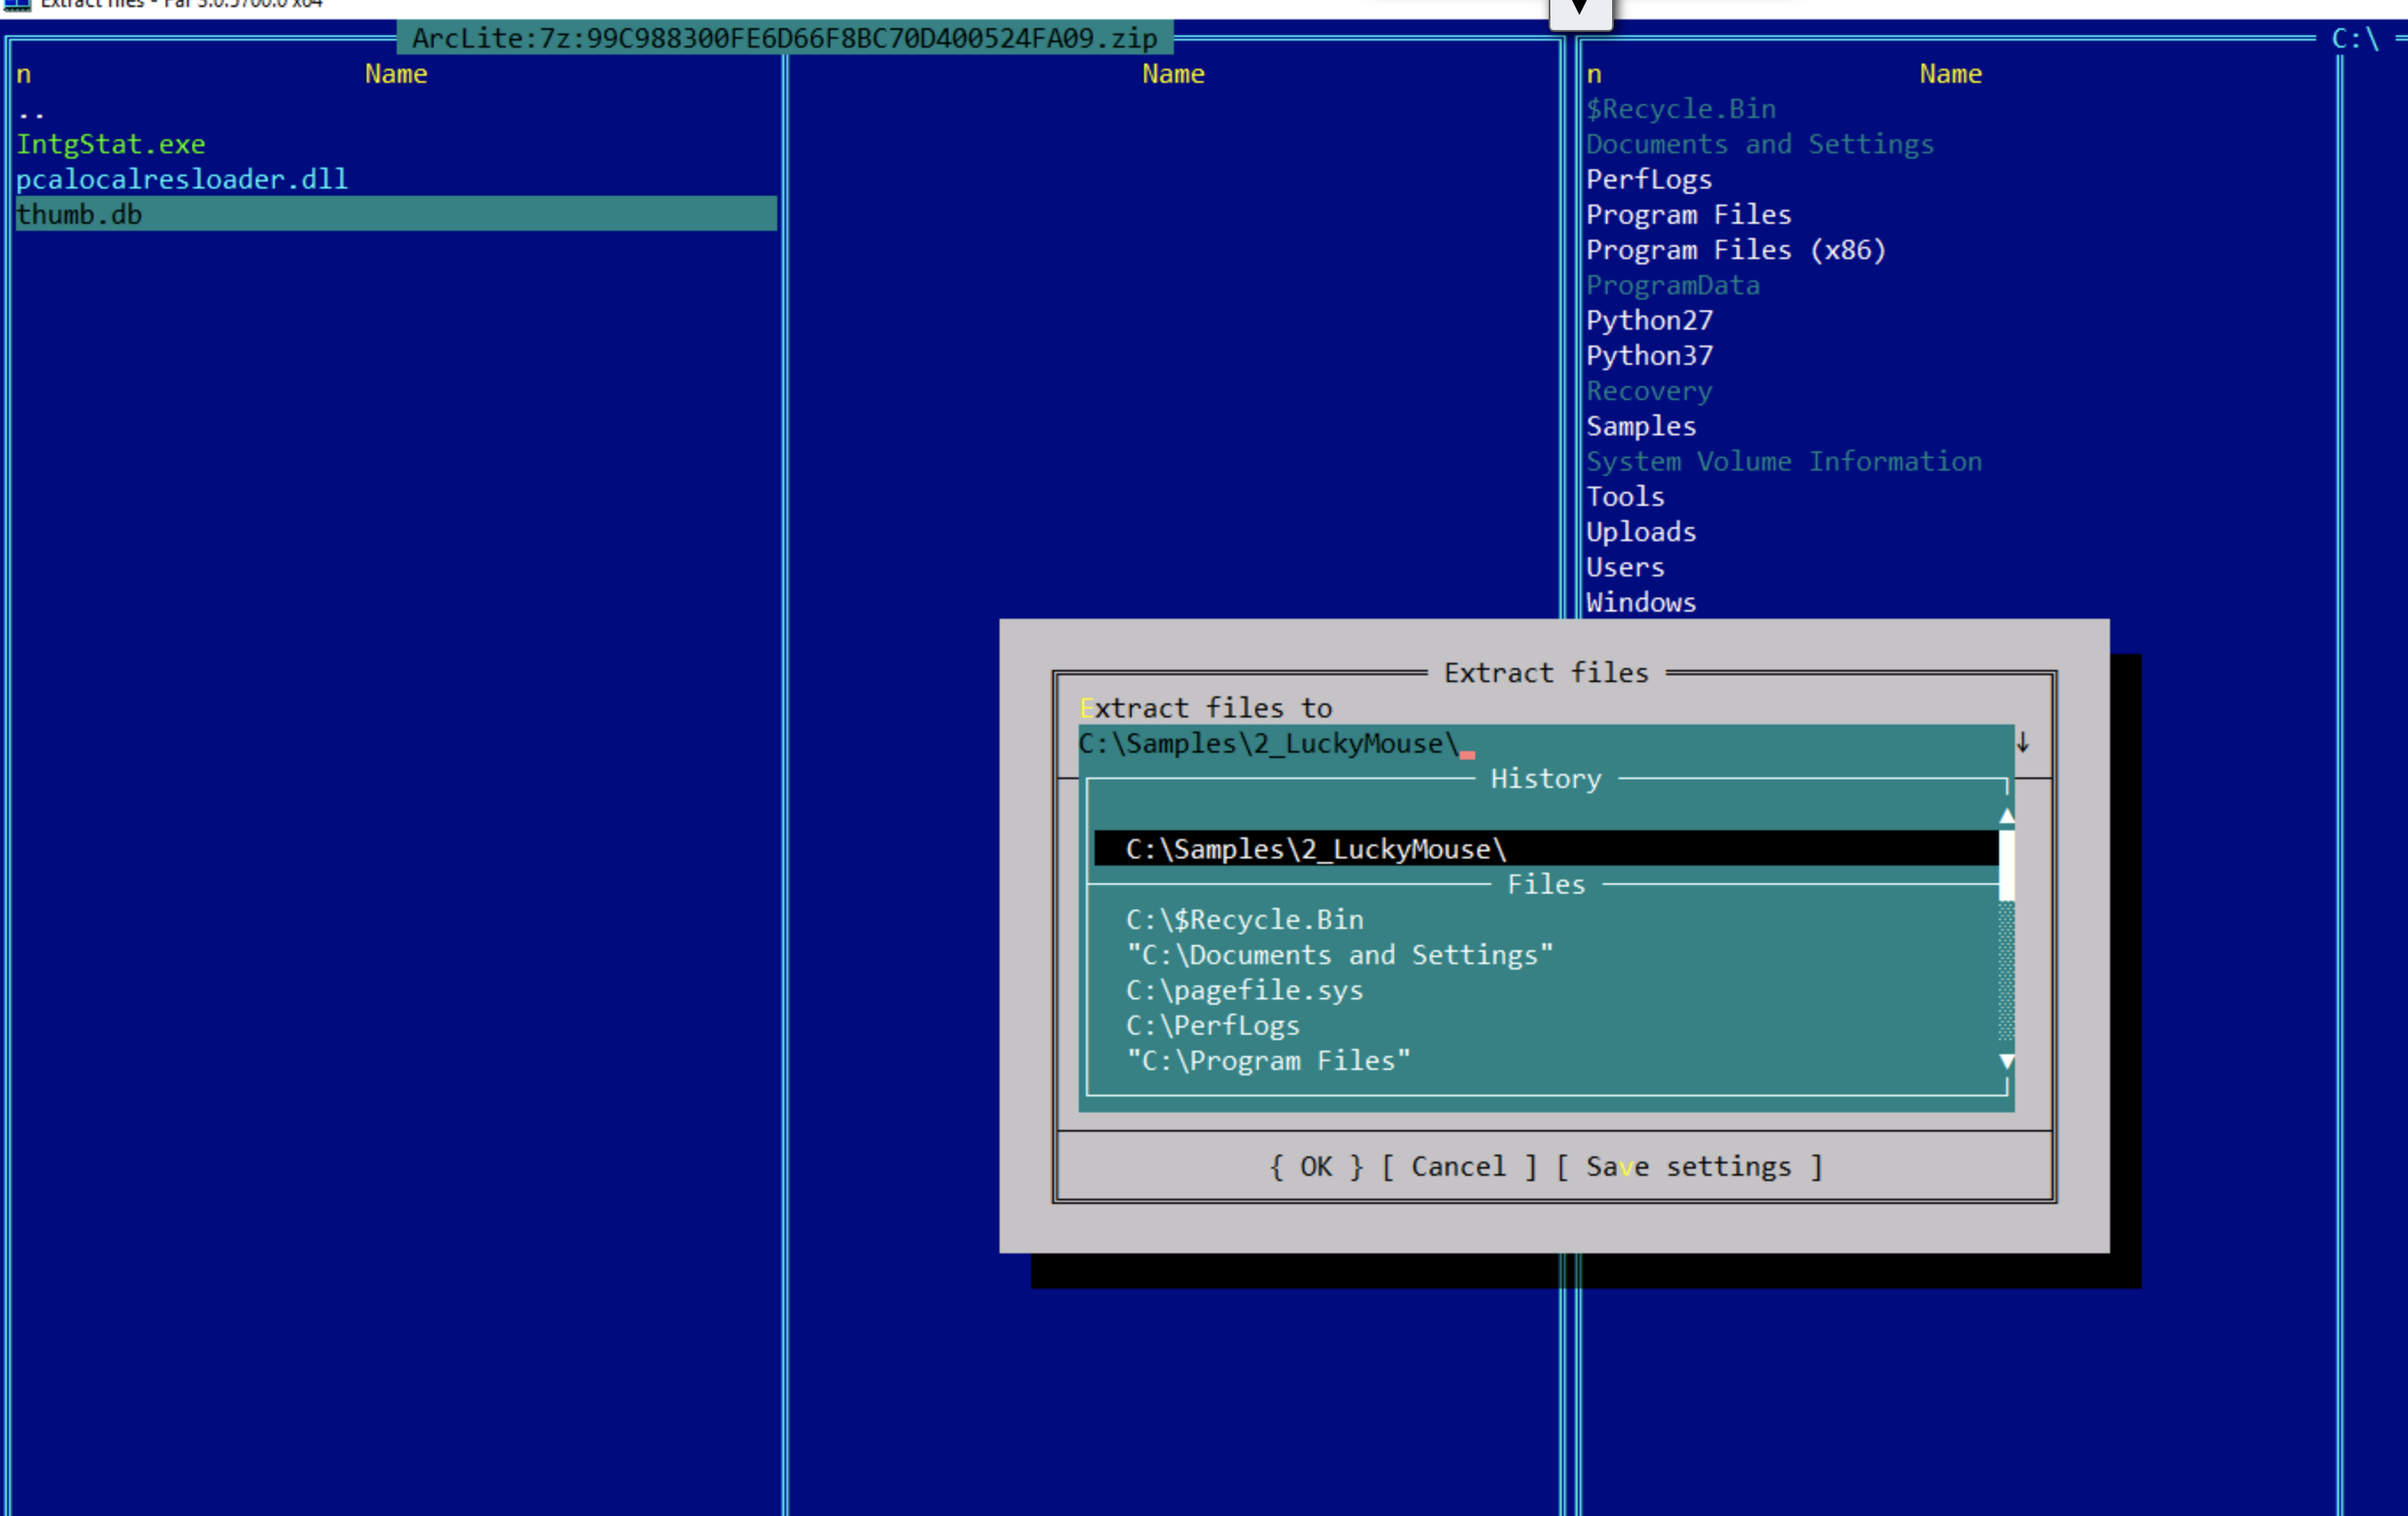 Extract files - Far 3.0.5700.0 x64
ArcLite:7z:99C988300FE6D66F8BC70D400524FA09.zip
n Name
..
IntgStat.exe
pcalocalresloader.dll
thumb.db
Name
C:\
n Name
$Recycle.Bin
Documents and Settings
PerfLogs
Program Files
Program Files (x86)
ProgramData
Python27
Python37
Recovery
Samples
System Volume Information
Tools
Uploads
Users
Windows
Extract files
Extract files to
C:\Samples\2_LuckyMouse\
History
C:\Samples\2_LuckyMouse\
Files
C:\$Recycle.Bin
"C:\Documents and Settings"
C:\pagefile.sys
C:\PerfLogs
"C:\Program Files"
{ OK } [ Cancel ] [ Save settings ]